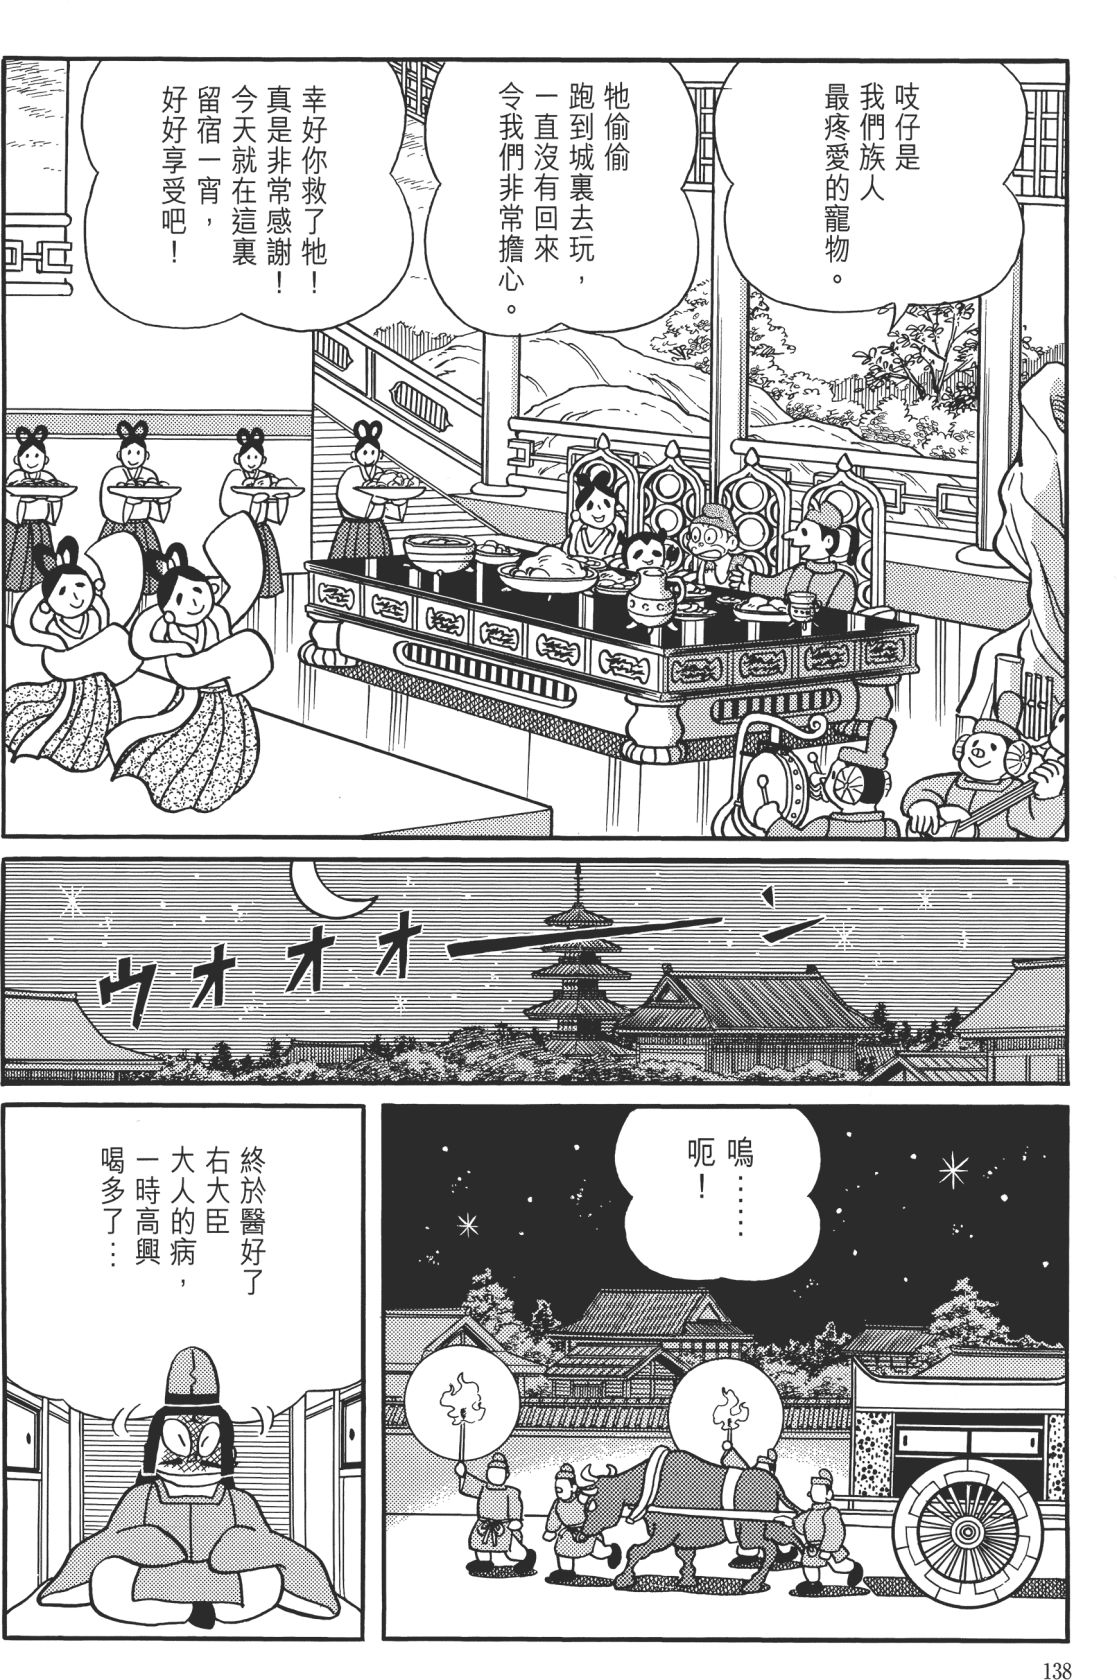 吱仔是
我們族人
最疼愛的寵物。
牠偷偷
跑到城裏去玩，
一直沒有回來
令我們非常擔心。
幸好你救了牠！
真是非常感謝！
今天就在這裏
留宿一宵，
好好享受吧！
ウォォォーン
嗚……
呃！
終於醫好了
右大臣
大人的病，
一時高興
喝多了…
138